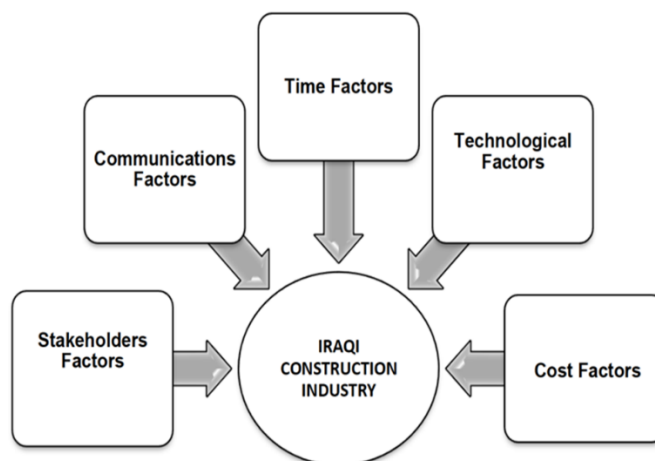 Time Factors
Communications
Factors
Technological
Factors
Stakeholders
Factors
IRAQI
CONSTRUCTION
INDUSTRY
Cost Factors